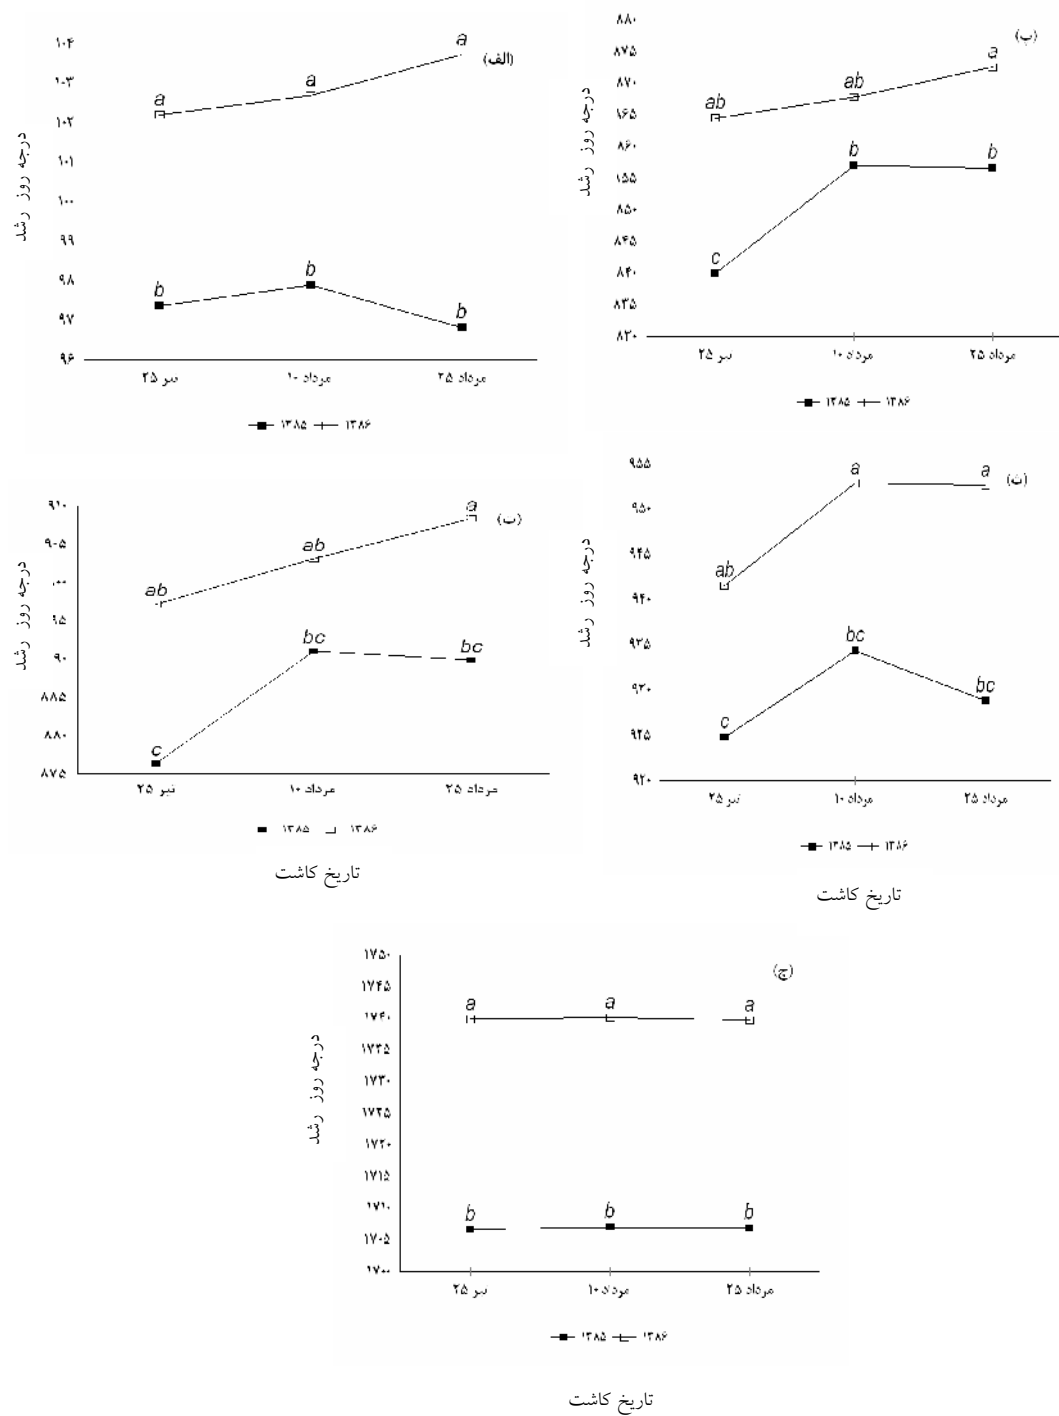 (الف)
۱۰۴
۱۰۳
۱۰۲
۱۰۱
۱۰۰
۹۹
۹۸
۹۷
۹۶
درجه روز رشد
a
a
a
b
b
b
۲۵ تیر
۱۰ مرداد
۲۵ مرداد
۱۳۸۵ ۱۳۸۶
۸۸۰
۸۷۵
۸۷۰
۸۶۵
۸۶۰
۸۵۵
۸۵۰
۸۴۵
۸۴۰
۸۳۵
۸۳۰
درجه روز رشد
ab
ab
a
c
b
b
۲۵ تیر
۱۰ مرداد
۲۵ مرداد
۱۳۸۵ ۱۳۸۶
۹۱۰
۹۰۵
۸۸۵
۸۸۰
۸۷۵
درجه روز رشد
ab
ab
a
c
bc
bc
۲۵ تیر
۱۰ مرداد
۲۵ مرداد
۱۳۸۵ ۱۳۸۶
تاریخ کاشت
۹۵۵
۹۵۰
۹۴۵
۹۴۰
۹۳۵
۹۳۰
۹۲۵
۹۲۰
درجه روز رشد
ab
a
a
c
bc
bc
۲۵ تیر
۱۰ مرداد
۲۵ مرداد
۱۳۸۵ ۱۳۸۶
تاریخ کاشت
(ج)
۱۷۵۰
۱۷۴۵
۱۷۴۰
۱۷۳۵
۱۷۳۰
۱۷۲۵
۱۷۲۰
۱۷۱۵
۱۷۱۰
۱۷۰۵
۱۷۰۰
درجه روز رشد
a
a
a
b
b
b
۲۵ تیر
۱۰ مرداد
۲۵ مرداد
۱۳۸۵ ۱۳۸۶
تاریخ کاشت